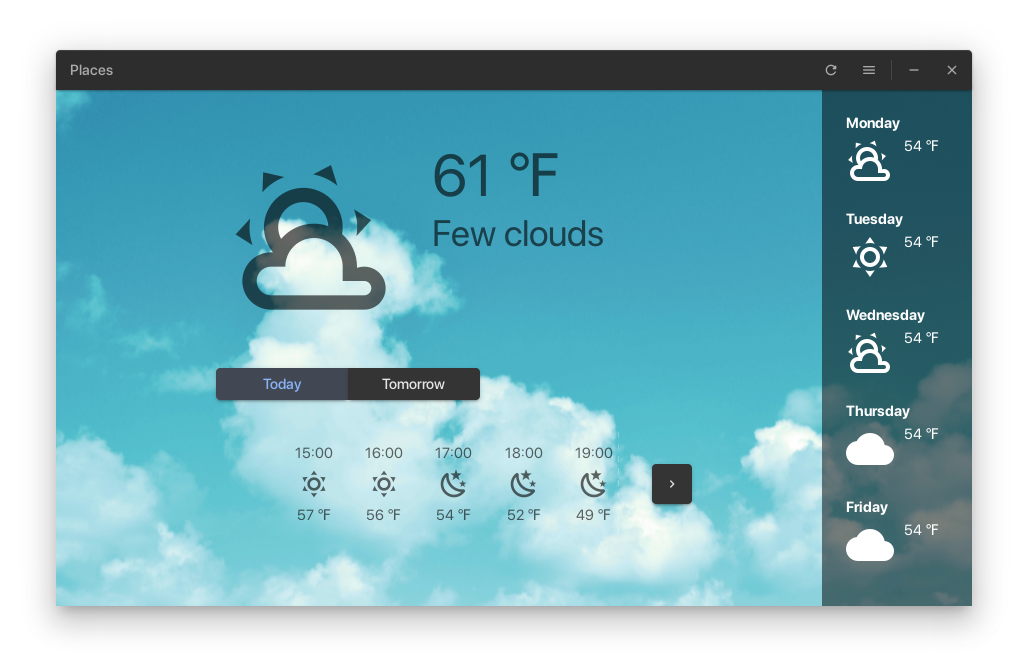 Places
61 °F
Few clouds
Today Tomorrow
15:00 16:00 17:00 18:00 19:00
57 °F 56 °F 54 °F 52 °F 49 °F
Monday
54 °F
Tuesday
54 °F
Wednesday
54 °F
Thursday
54 °F
Friday
54 °F